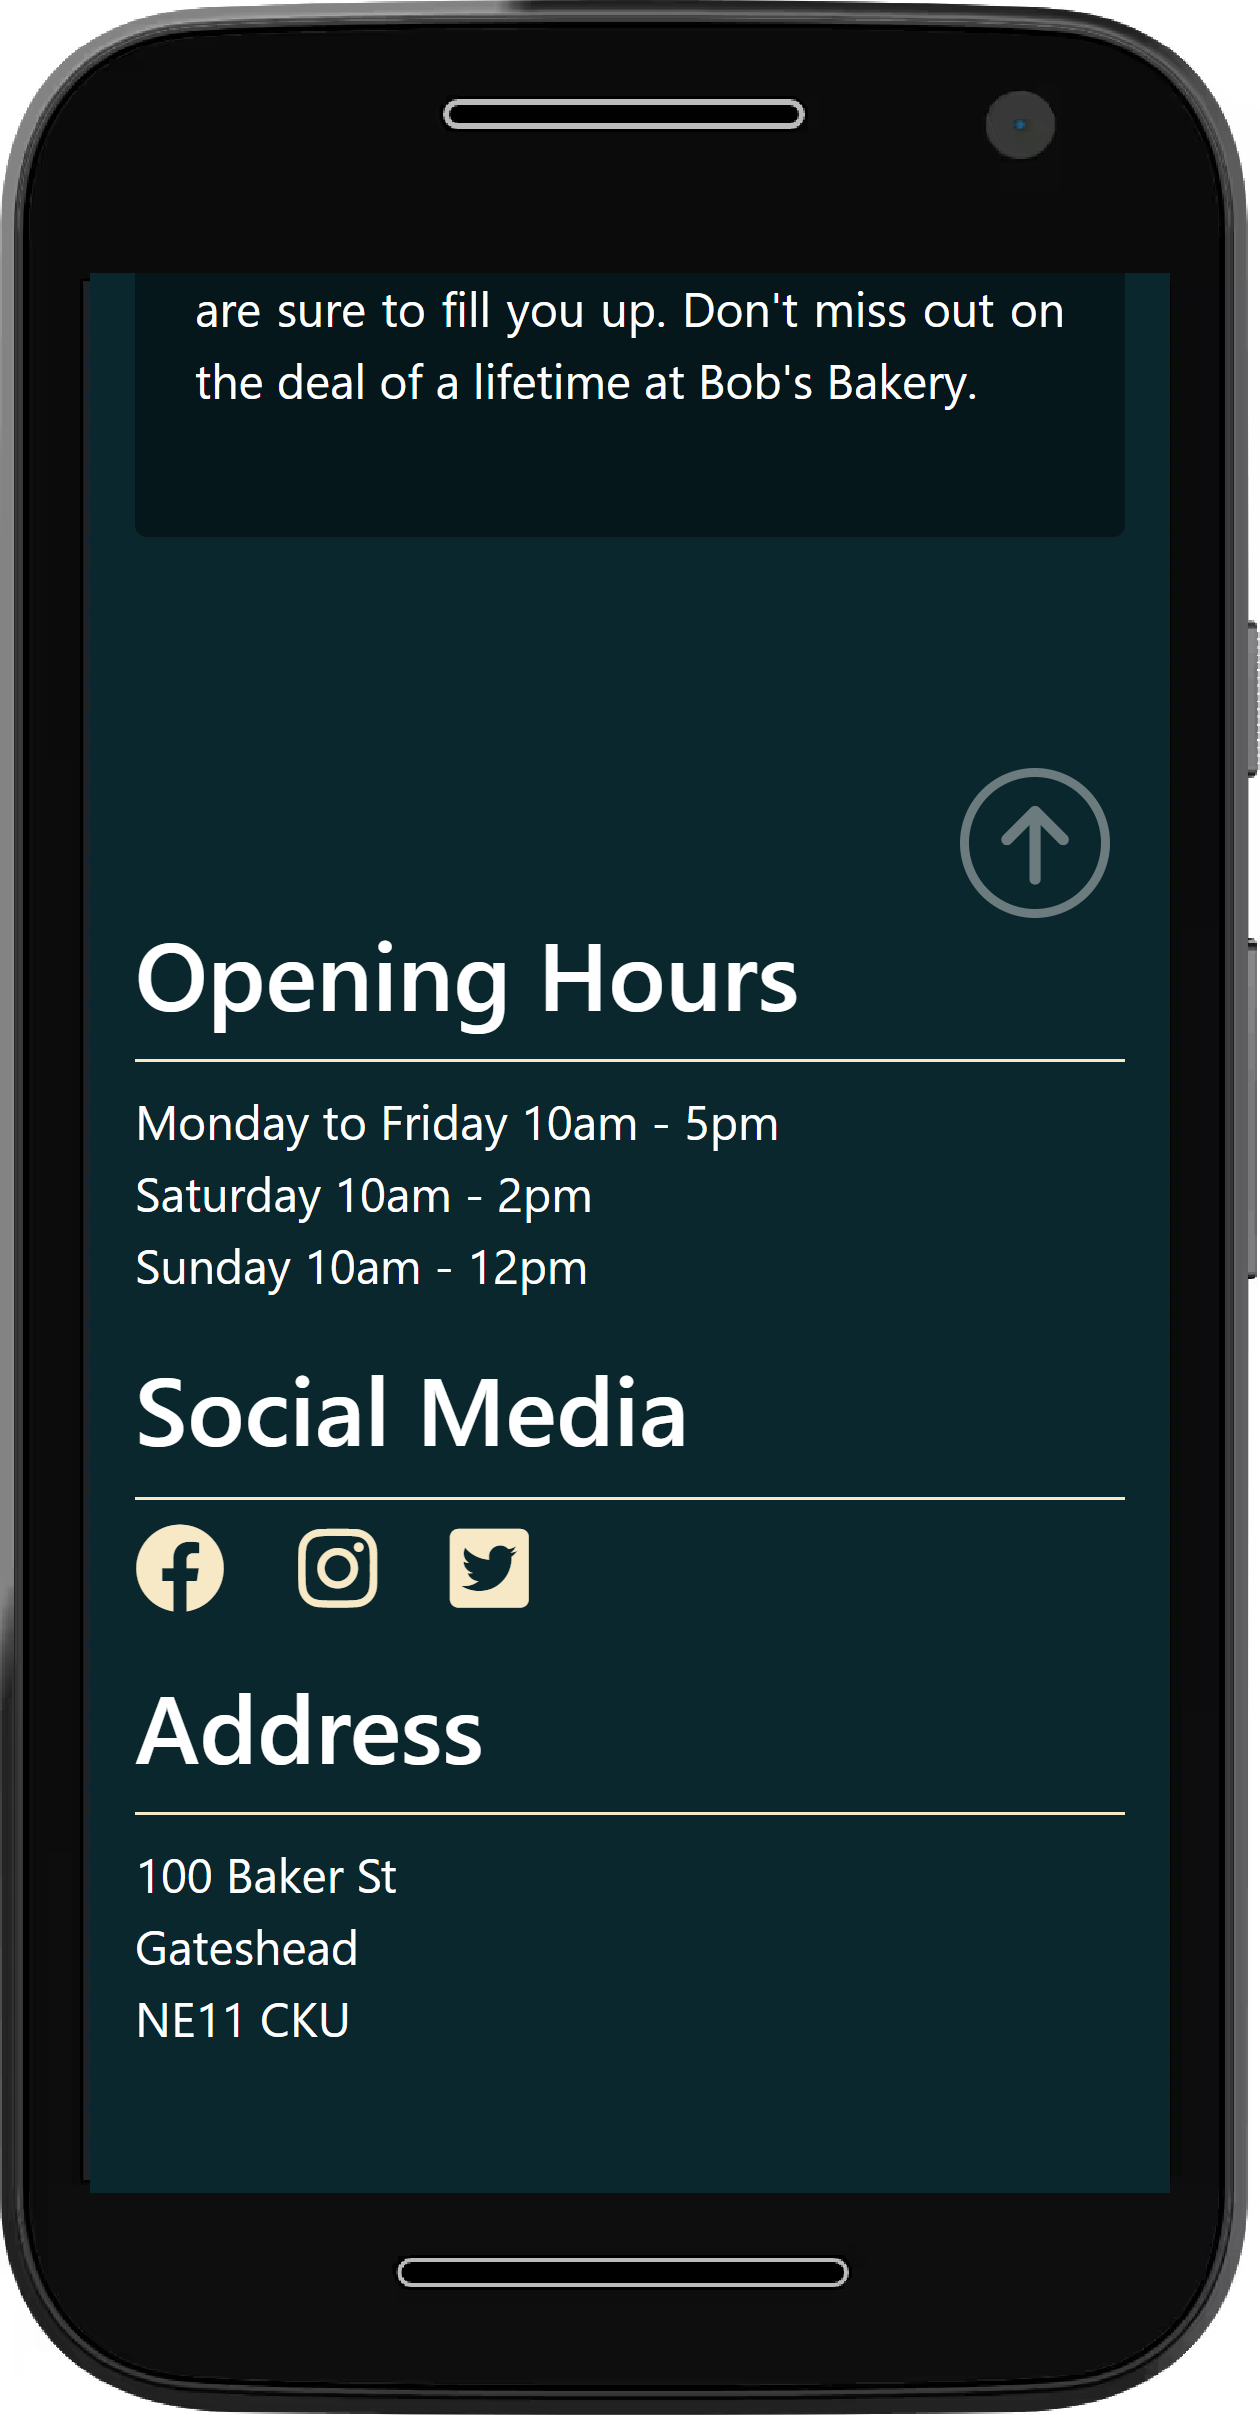 are sure to fill you up. Don't miss out on
the deal of a lifetime at Bob's Bakery.
Opening Hours
Monday to Friday 10am - 5pm
Saturday 10am - 2pm
Sunday 10am - 12pm
Social Media
Address
100 Baker St
Gateshead
NE11 CKU